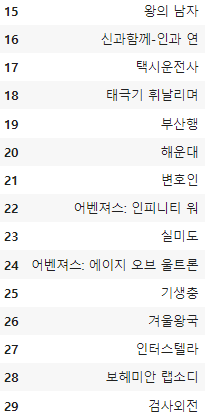 15 왕의 남자
16 신과함께-인과 연
17 택시운전사
18 태극기 휘날리며
19 부산행
20 해운대
21 변호인
22 어벤져스: 인피니티 워
23 실미도
24 어벤져스: 에이지 오브 울트론
25 기생충
26 겨울왕국
27 인터스텔라
28 보헤미안 랩소디
29 검사외전